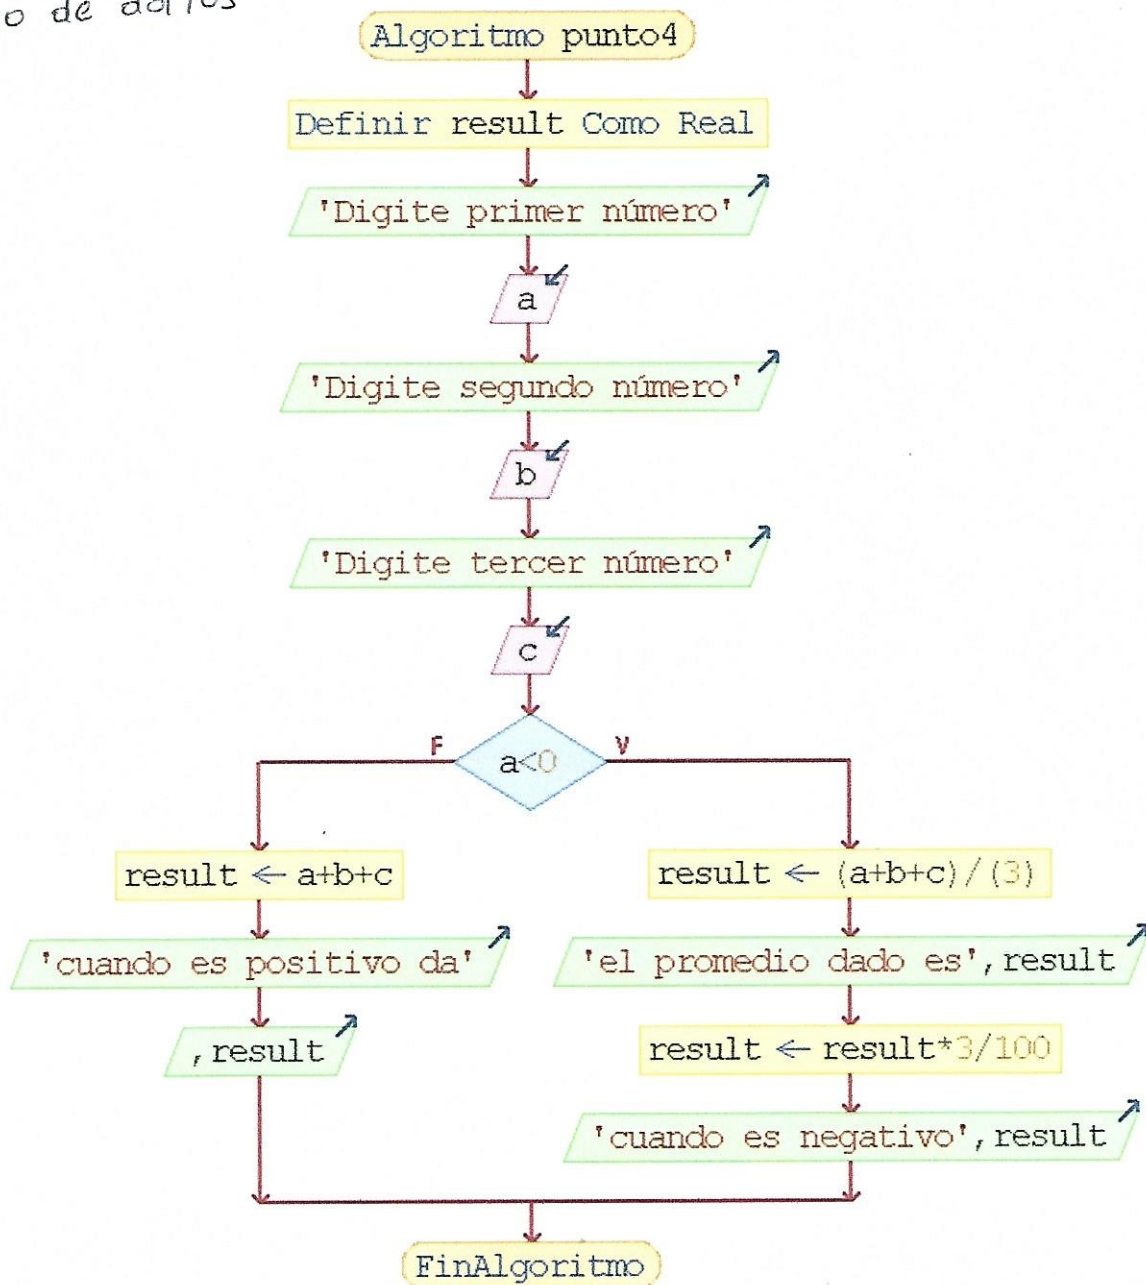 o de datos
Algoritmo punto4
Definir result Como Real
'Digite primer número'
a
'Digite segundo número'
b
'Digite tercer número'
c
a<0
F
V
result ← a+b+c
'cuando es positivo da'
,result
result ← (a+b+c)/(3)
'el promedio dado es',result
result ← result*3/100
'cuando es negativo',result
FinAlgoritmo